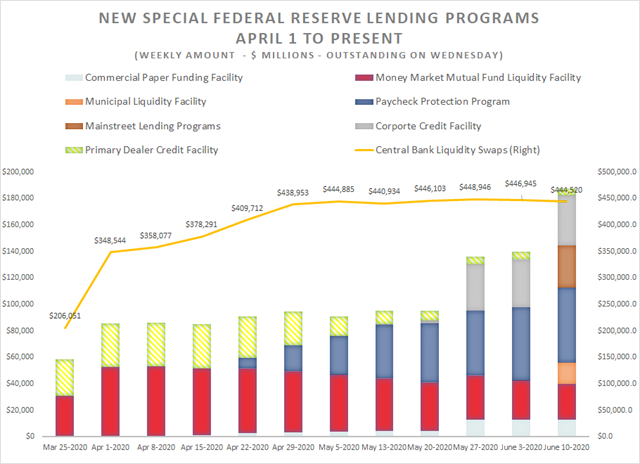 NEW SPECIAL FEDERAL RESERVE LENDING PROGRAMS
APRIL 1 TO PRESENT
(WEEKLY AMOUNT - $ MILLIONS - OUTSTANDING ON WEDNESDAY)
Commercial Paper Funding Facility
Money Market Mutual Fund Liquidity Facility
Municipal Liquidity Facility
Paycheck Protection Program
Mainstreet Lending Programs
Corporte Credit Facility
Primary Dealer Credit Facility
Central Bank Liquidity Swaps (Right)
$200,000
$180,000
$160,000
$140,000
$120,000
$100,000
$80,000
$60,000
$40,000
$20,000
$0
$206,051
$348,544
$358,077
$378,291
$409,712
$438,953
$444,885
$440,934
$446,103
$448,946
$446,945
$444,520
$500,000.0
$450,000.0
$400,000.0
$350,000.0
$300,000.0
$250,000.0
$200,000.0
$150,000.0
$100,000.0
$50,000.0
$0.0
Mar 25-2020 Apr 1-2020 Apr 8-2020 Apr 15-2020 Apr 22-2020 Apr 29-2020 May 5-2020 May 13-2020 May 20-2020 May 27-2020 June 3-2020 June 10-2020